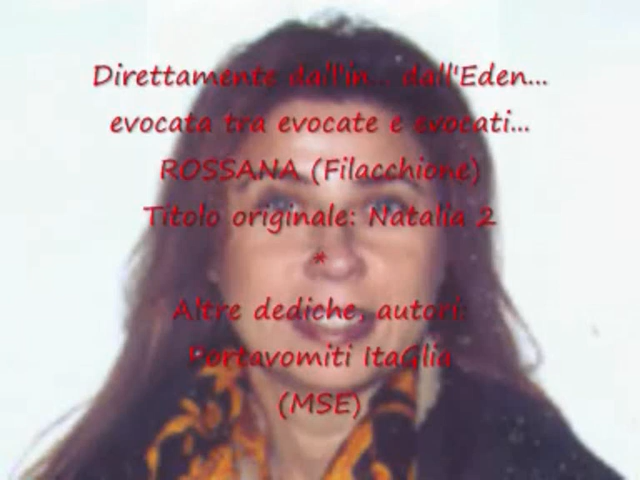 Direttamente dall'in... dall'Eden...
evocata tra evocate e evocati...
ROSSANA (Filacchione)
Titolo originale: Natalia 2
*
Altre dediche, autori:
Portavomiti ItaGlia
(MSE)